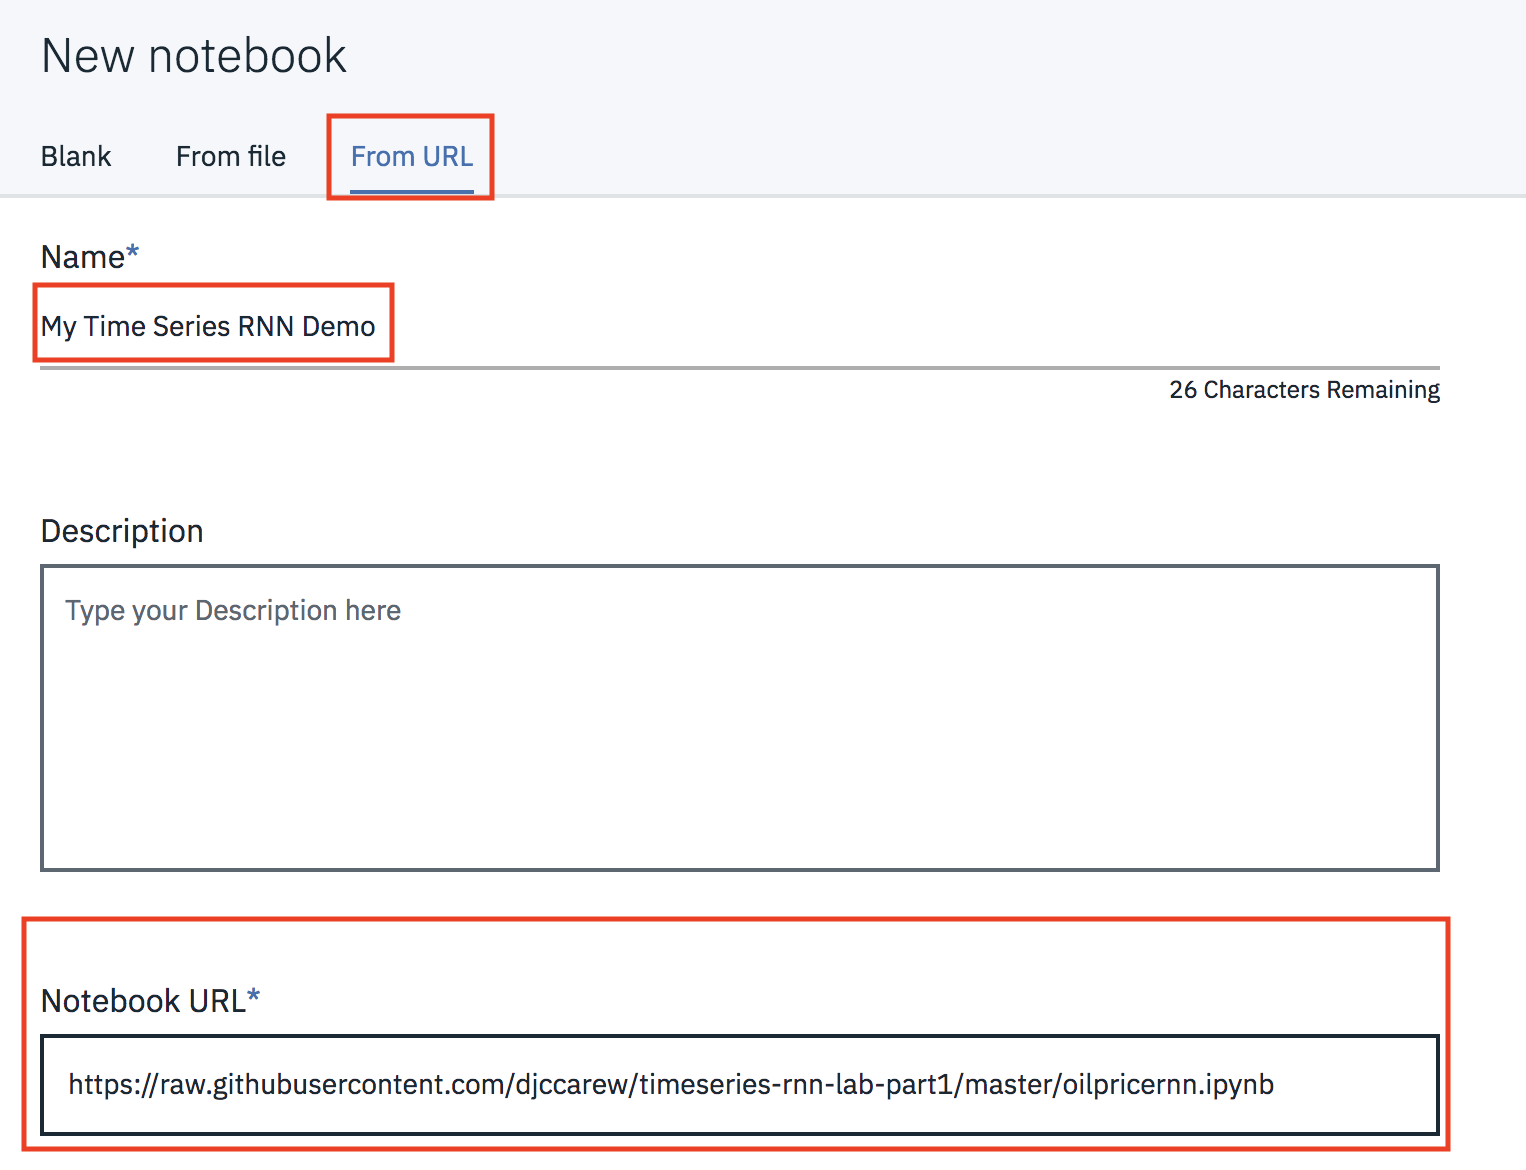 New notebook
Blank From file From URL
Name*
My Time Series RNN Demo
26 Characters Remaining
Description
Type your Description here
Notebook URL*
https://raw.githubusercontent.com/djccarew/timeseries-rnn-lab-part1/master/oilpricernn.ipynb